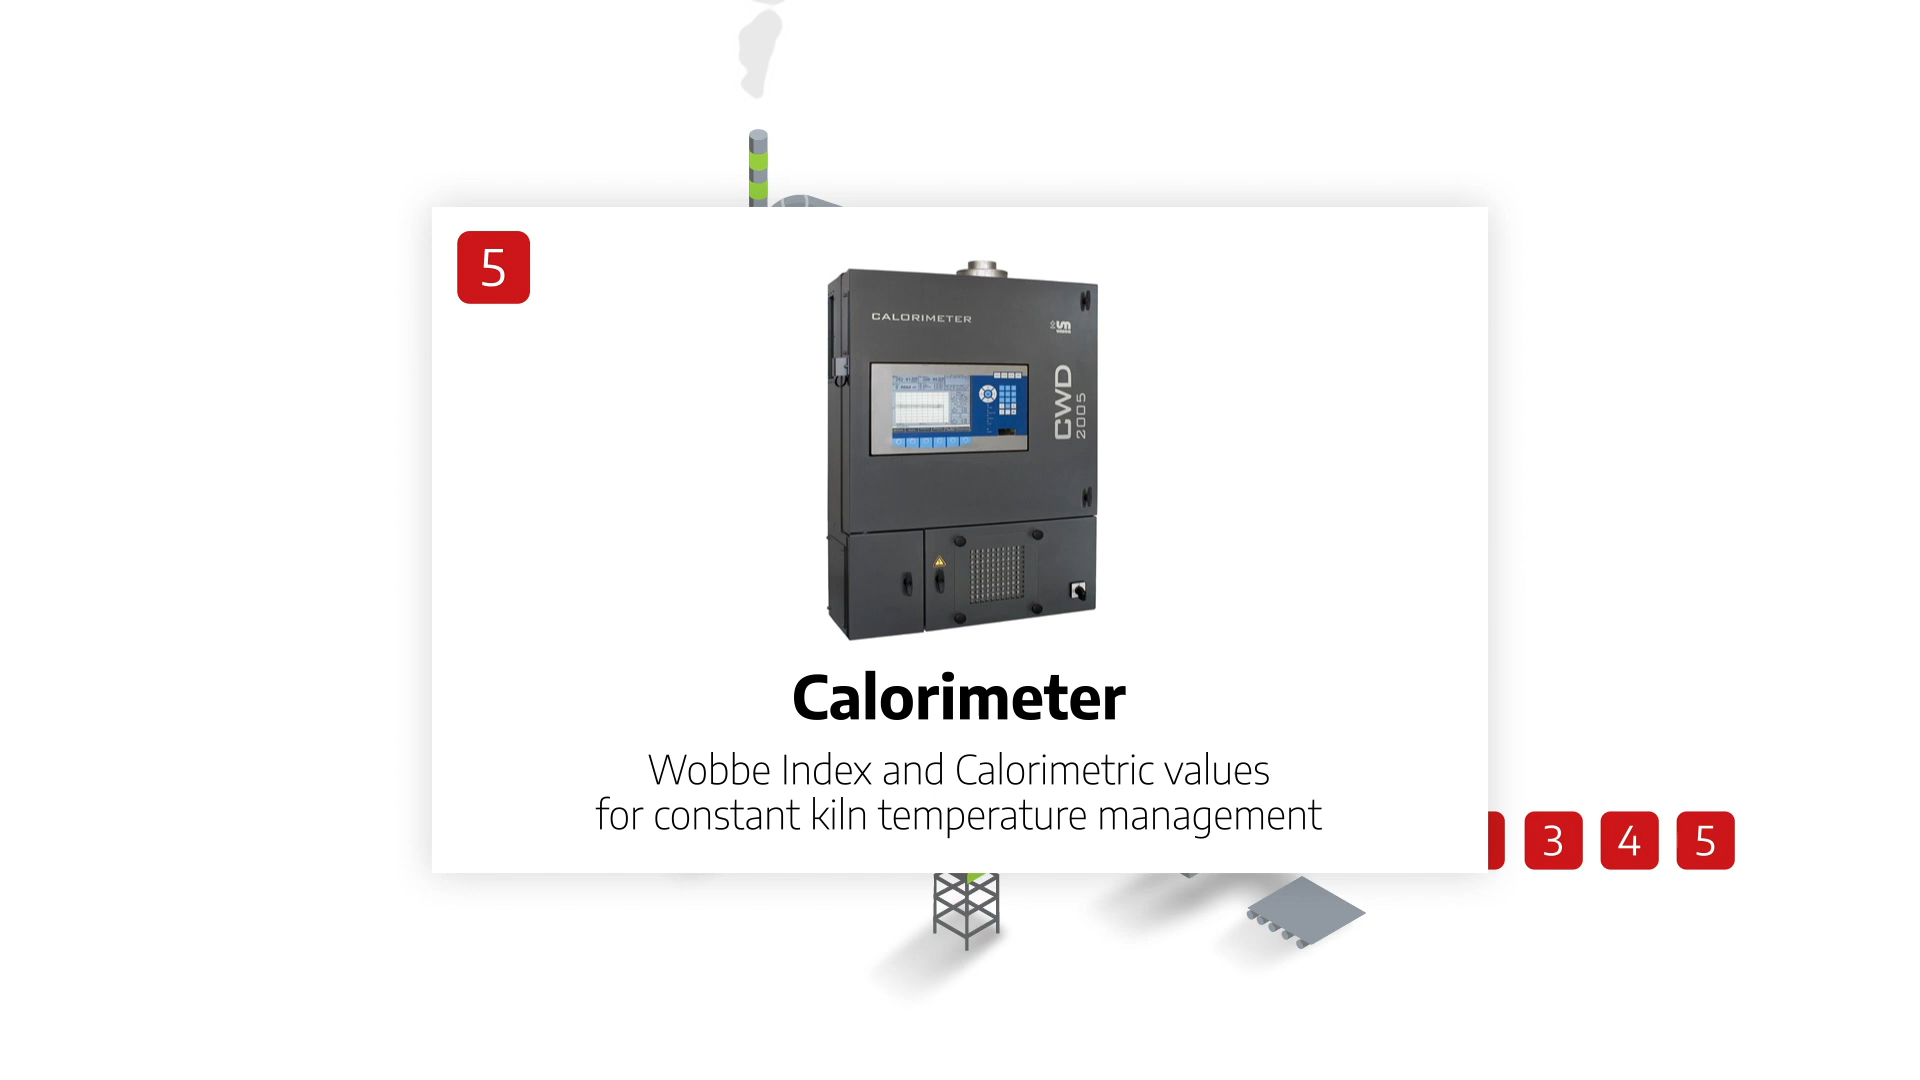 5
CALORIMETER
CWD
2005
Calorimeter
Wobbe Index and Calorimetric values
for constant kiln temperature management
3 4 5